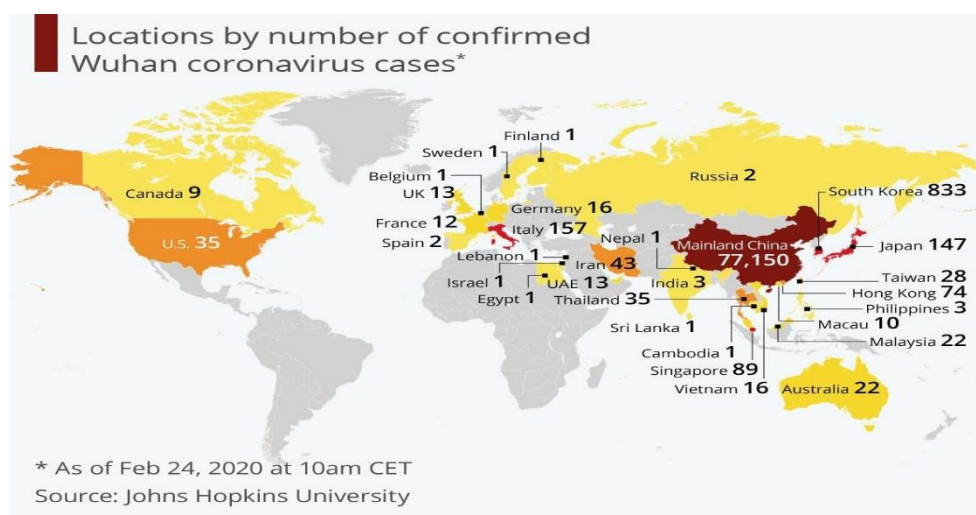 Locations by number of confirmed
Wuhan coronavirus cases*
Finland 1
Sweden 1
Belgium 1
Russia 2
Canada 9
UK 13
South Korea 833
Germany 16
France 12
Italy 157
U.S. 35
Spain 2
Nepal 1
Mainland China
77,150
Japan 147
Lebanon 1
Iran 43
Israel 1
UAE 13
India 3
Taiwan 28
Egypt 1
Thailand 35
Hong Kong 74
Philippines 3
Sri Lanka 1
Macau 10
Malaysia 22
Cambodia 1
Singapore 89
Vietnam 16
Australia 22
* As of Feb 24, 2020 at 10am CET
Source: Johns Hopkins University